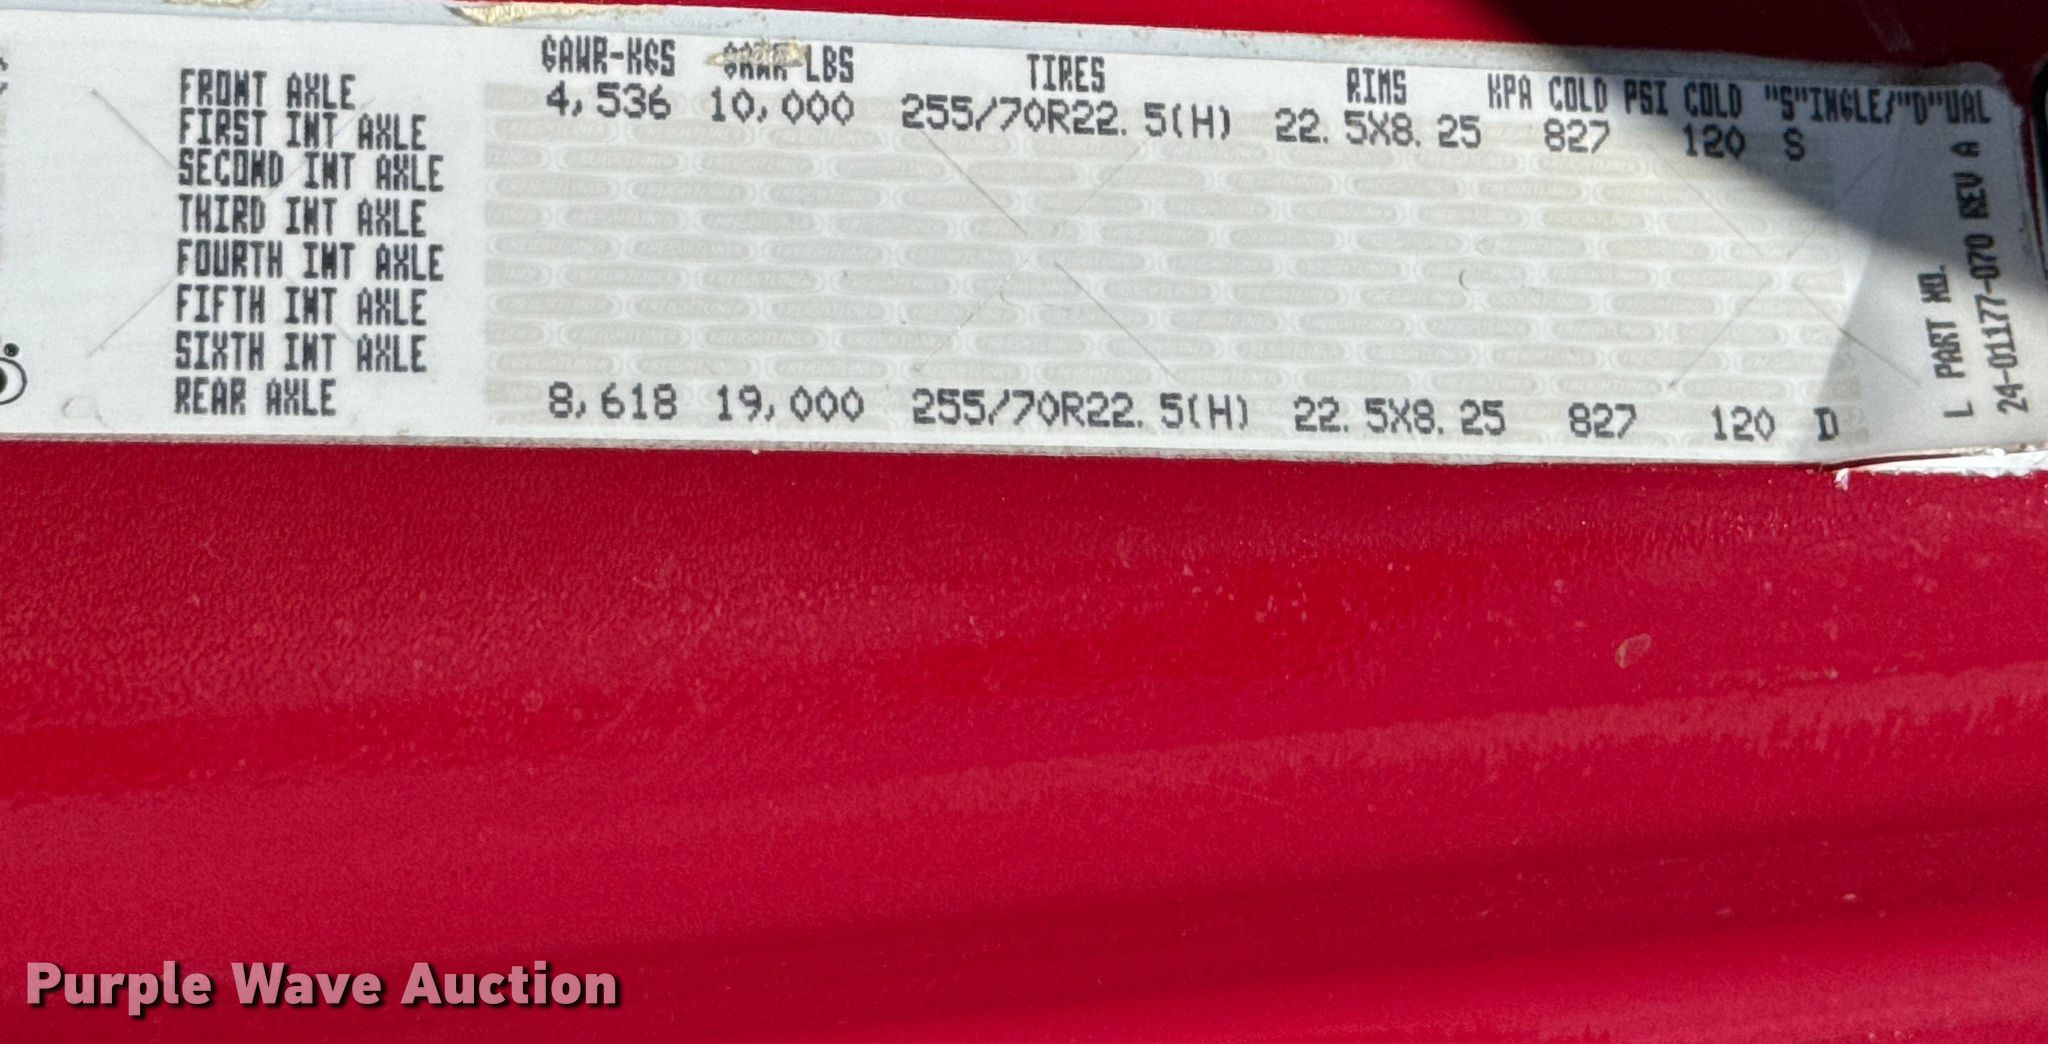 GAWR-KGS GAWR LBS TIRES RIMS KPA COLD PSI COLD "S"INGLE/"D"UAL
FRONT AXLE 4,536 10,000 255/70R22.5(H) 22.5X8.25 827 120 S
FIRST INT AXLE
SECOND INT AXLE
THIRD INT AXLE
FOURTH INT AXLE
FIFTH INT AXLE
SIXTH INT AXLE
REAR AXLE 8,618 19,000 255/70R22.5(H) 22.5X8.25 827 120 D
L PART NO.
24-01177-070 REV A
Purple Wave Auction